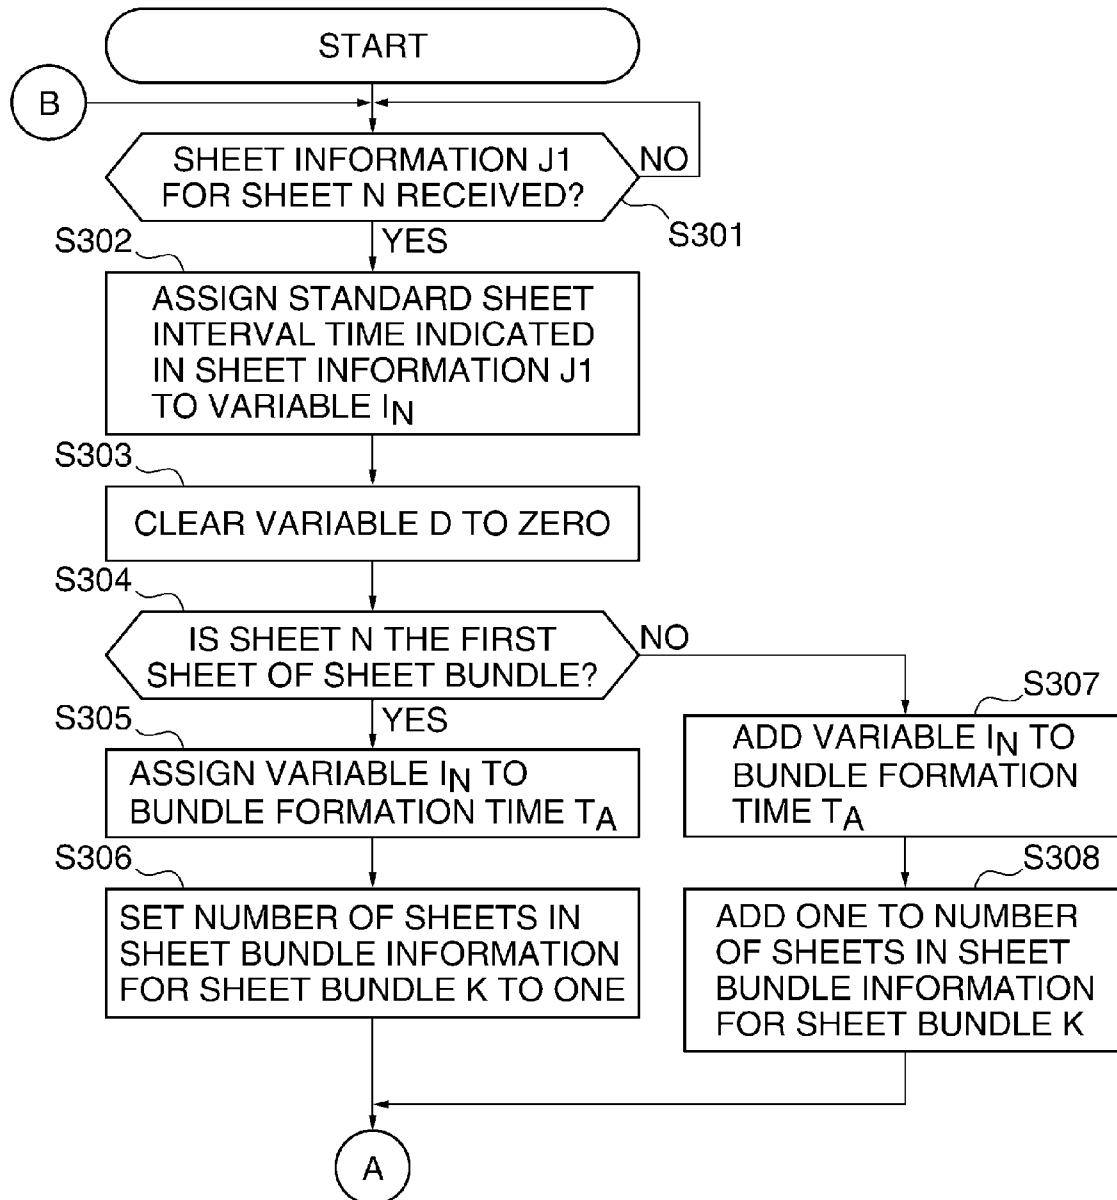 START
B
SHEET INFORMATION J1
FOR SHEET N RECEIVED?
NO
S301
YES
S302
ASSIGN STANDARD SHEET
INTERVAL TIME INDICATED
IN SHEET INFORMATION J1
TO VARIABLE IN
S303
CLEAR VARIABLE D TO ZERO
S304
IS SHEET N THE FIRST
SHEET OF SHEET BUNDLE?
NO
YES
S305
ASSIGN VARIABLE IN TO
BUNDLE FORMATION TIME TA
S306
SET NUMBER OF SHEETS IN
SHEET BUNDLE INFORMATION
FOR SHEET BUNDLE K TO ONE
S307
ADD VARIABLE IN TO
BUNDLE FORMATION
TIME TA
S308
ADD ONE TO NUMBER
OF SHEETS IN SHEET
BUNDLE INFORMATION
FOR SHEET BUNDLE K
A